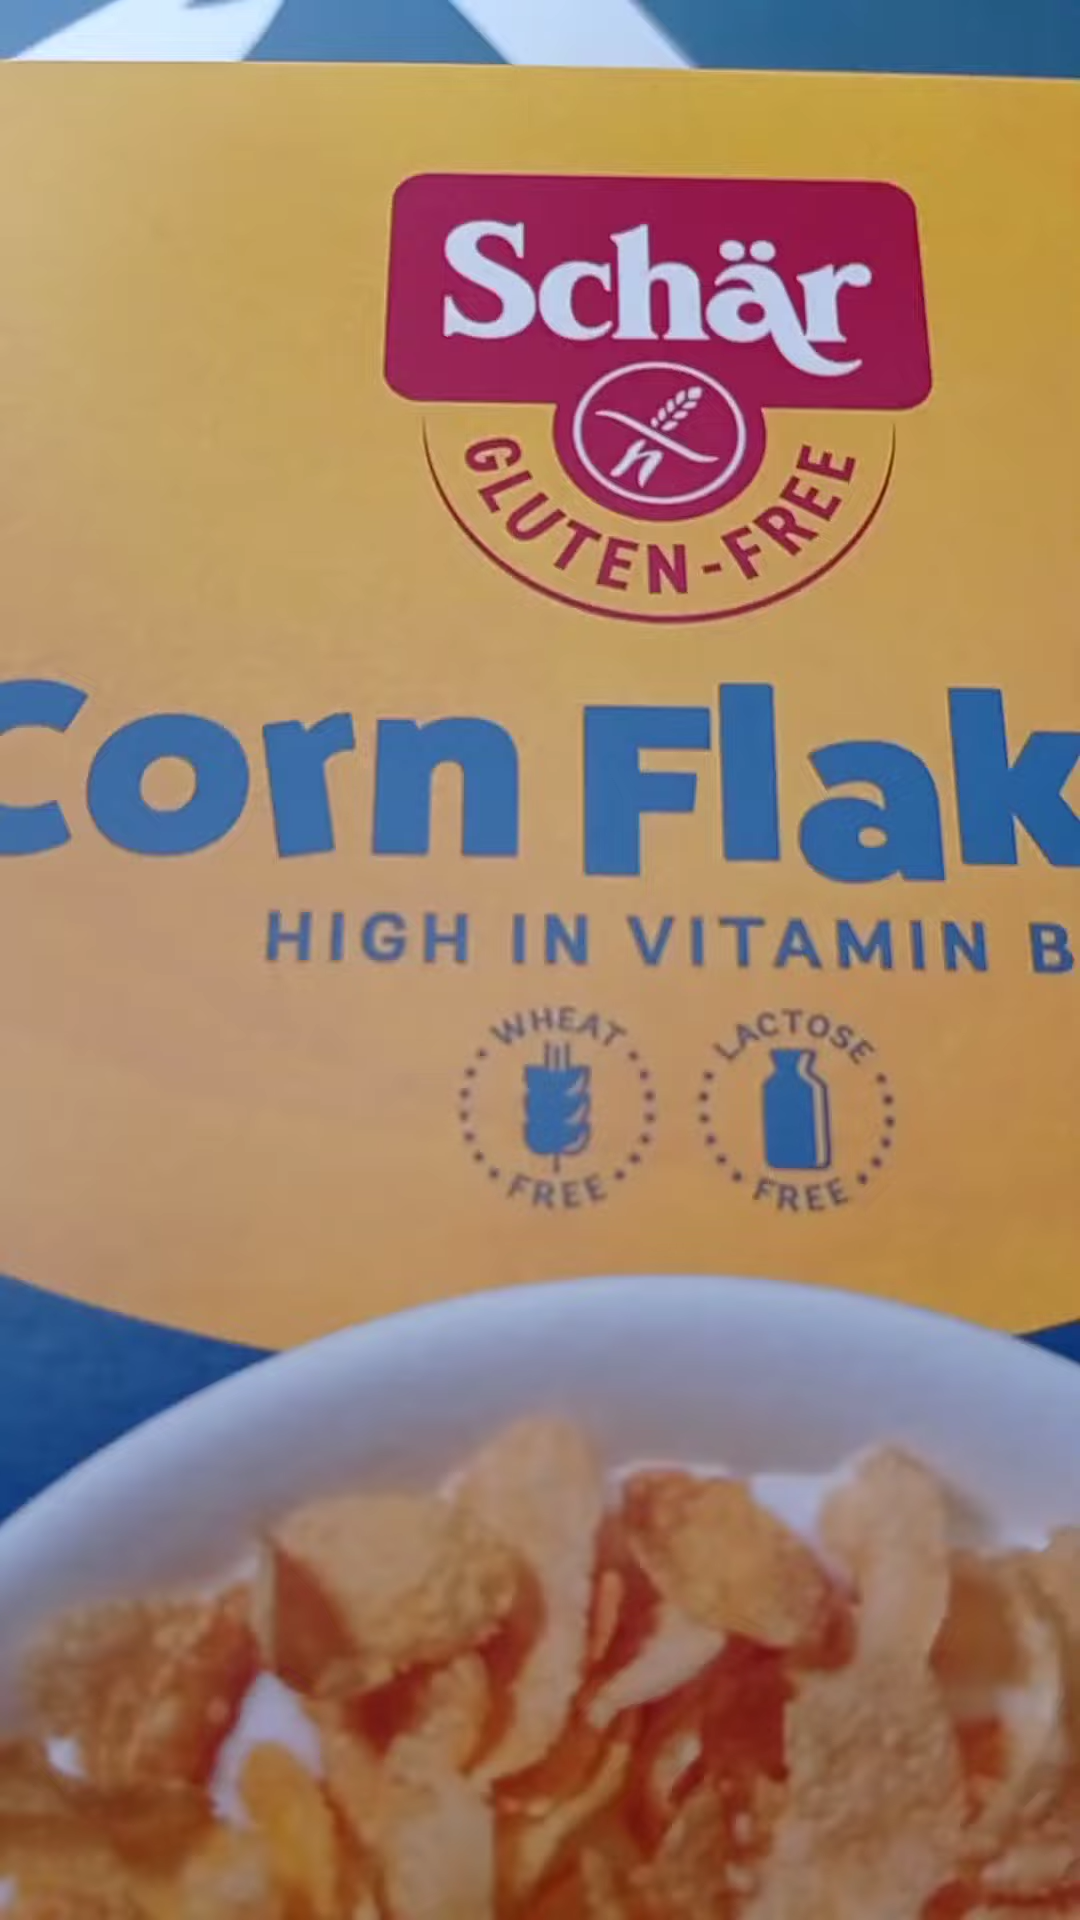 Schär
GLUTEN-FREE
Corn Flak
HIGH IN VITAMIN B
WHEAT FREE
LACTOSE FREE